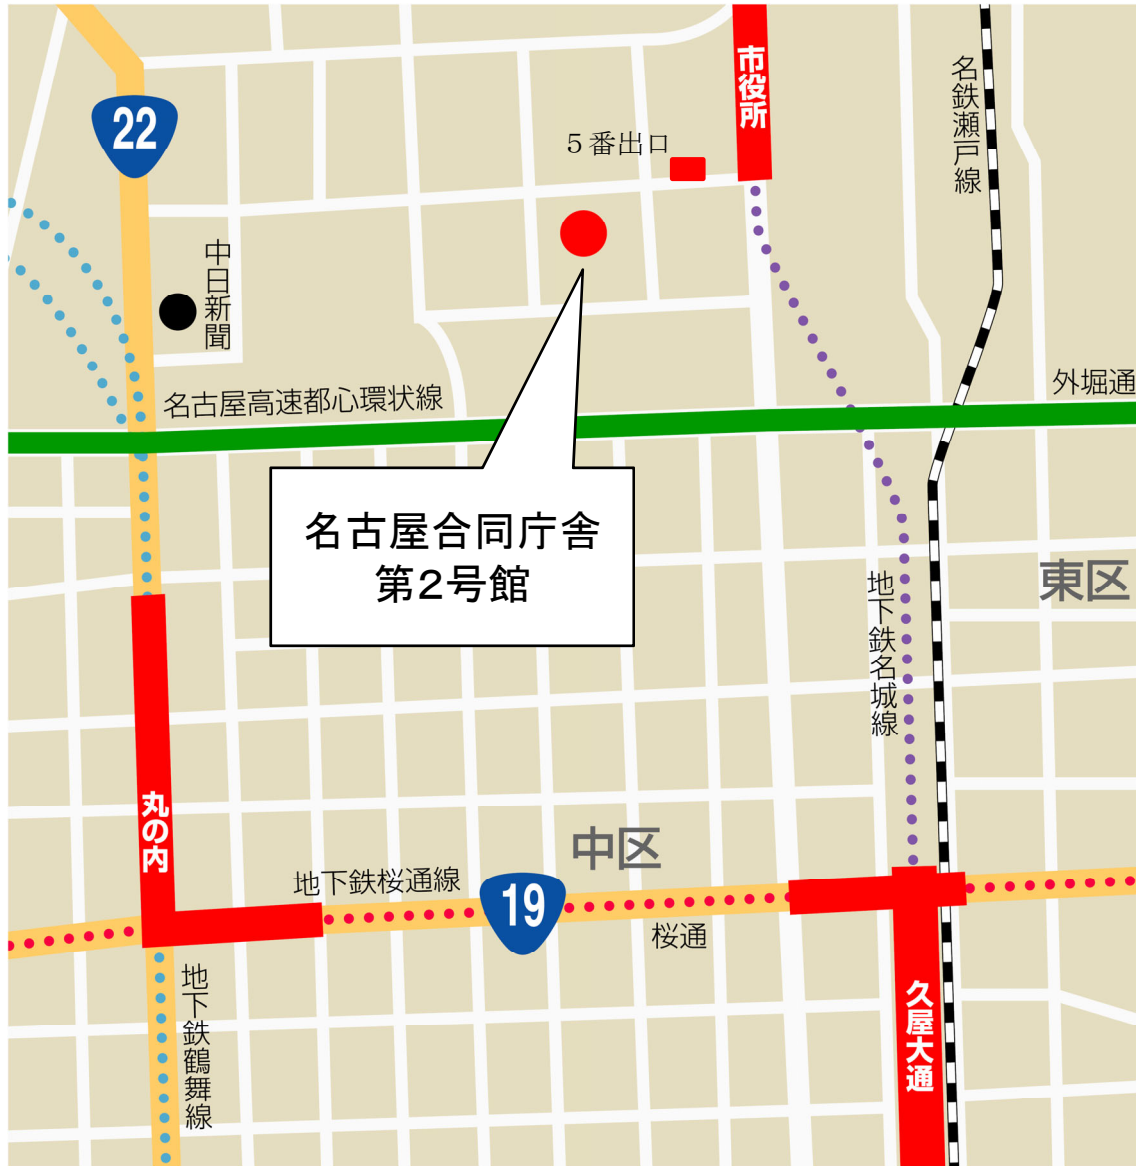 市役所
名鉄瀬戸線
22
5番出口
中日新聞
外堀通
名古屋高速都心環状線
名古屋合同庁舎
第2号館
東区
地下鉄名城線
丸の内
中区
地下鉄桜通線
19
桜通
地下鉄鶴舞線
久屋大通